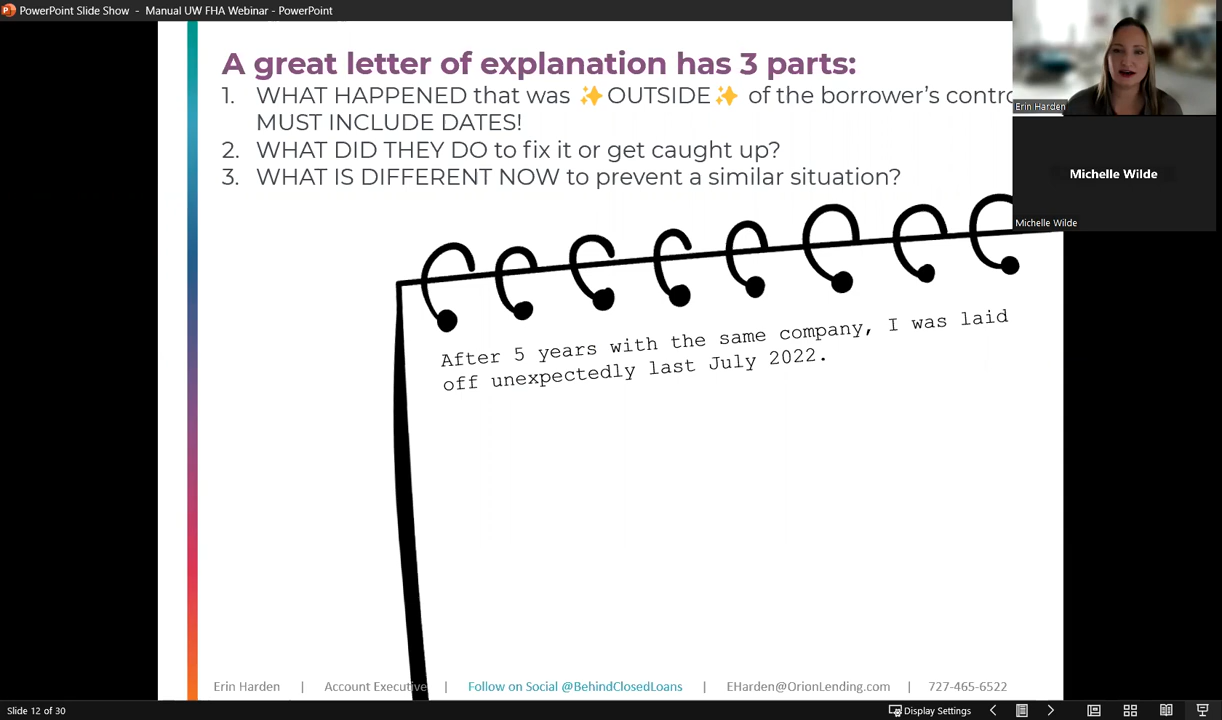 PowerPoint Slide Show - Manual UW FHA Webinar - PowerPoint
A great letter of explanation has 3 parts:
1. WHAT HAPPENED that was ✨OUTSIDE✨ of the borrower's contro
MUST INCLUDE DATES!
2. WHAT DID THEY DO to fix it or get caught up?
3. WHAT IS DIFFERENT NOW to prevent a similar situation?
Erin Harden
Michelle Wilde
Michelle Wilde
After 5 years with the same company, I was laid
off unexpectedly last July 2022.
Erin Harden | Account Executive | Follow on Social @BehindClosedLoans | EHarden@OrionLending.com | 727-465-6522
Slide 12 of 30
Display Settings